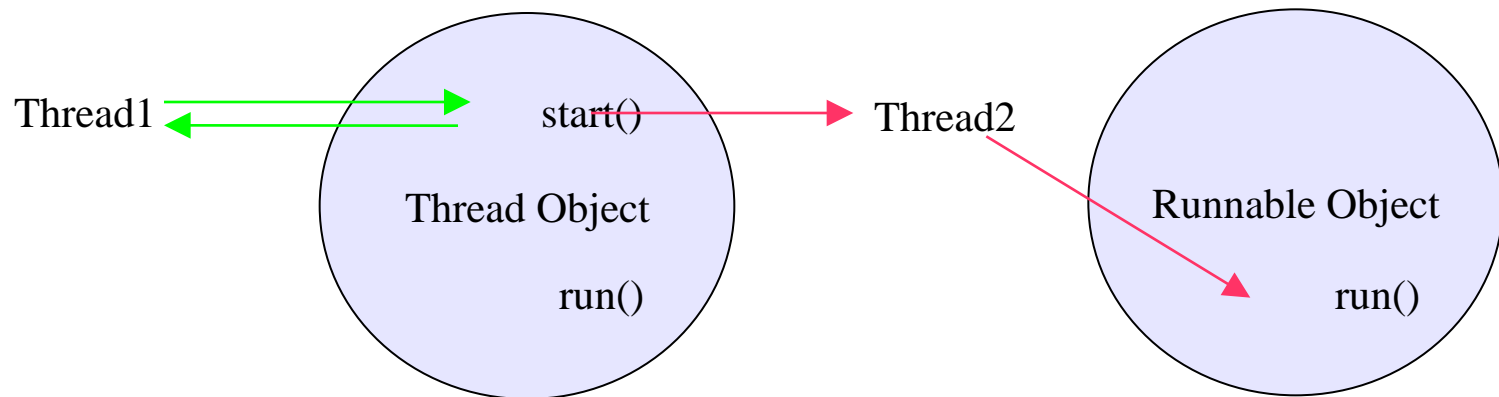 Thread1
start()
Thread2
Thread Object
Runnable Object
run()
run()